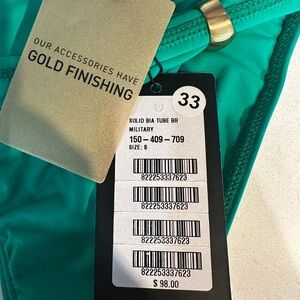 OUR ACCESSORIES HAVE
GOLD FINISHING
33
SOLID BIA TUBE BR
MILITARY
150-409-709
SIZE: S
822253337623
822253337623
822253337623
822253337623
$ 98.00